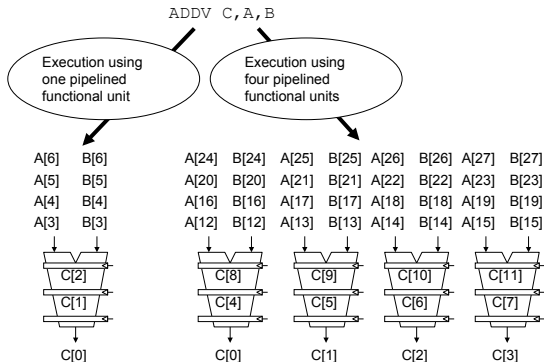 ADDV C,A,B
Execution using
one pipelined
functional unit
Execution using
four pipelined
functional units
A[6] B[6]
A[5] B[5]
A[4] B[4]
A[3] B[3]
C[2]
C[1]
C[0]
A[24] B[24] A[25] B[25] A[26] B[26] A[27] B[27]
A[20] B[20] A[21] B[21] A[22] B[22] A[23] B[23]
A[16] B[16] A[17] B[17] A[18] B[18] A[19] B[19]
A[12] B[12] A[13] B[13] A[14] B[14] A[15] B[15]
C[8] C[9] C[10] C[11]
C[4] C[5] C[6] C[7]
C[0] C[1] C[2] C[3]